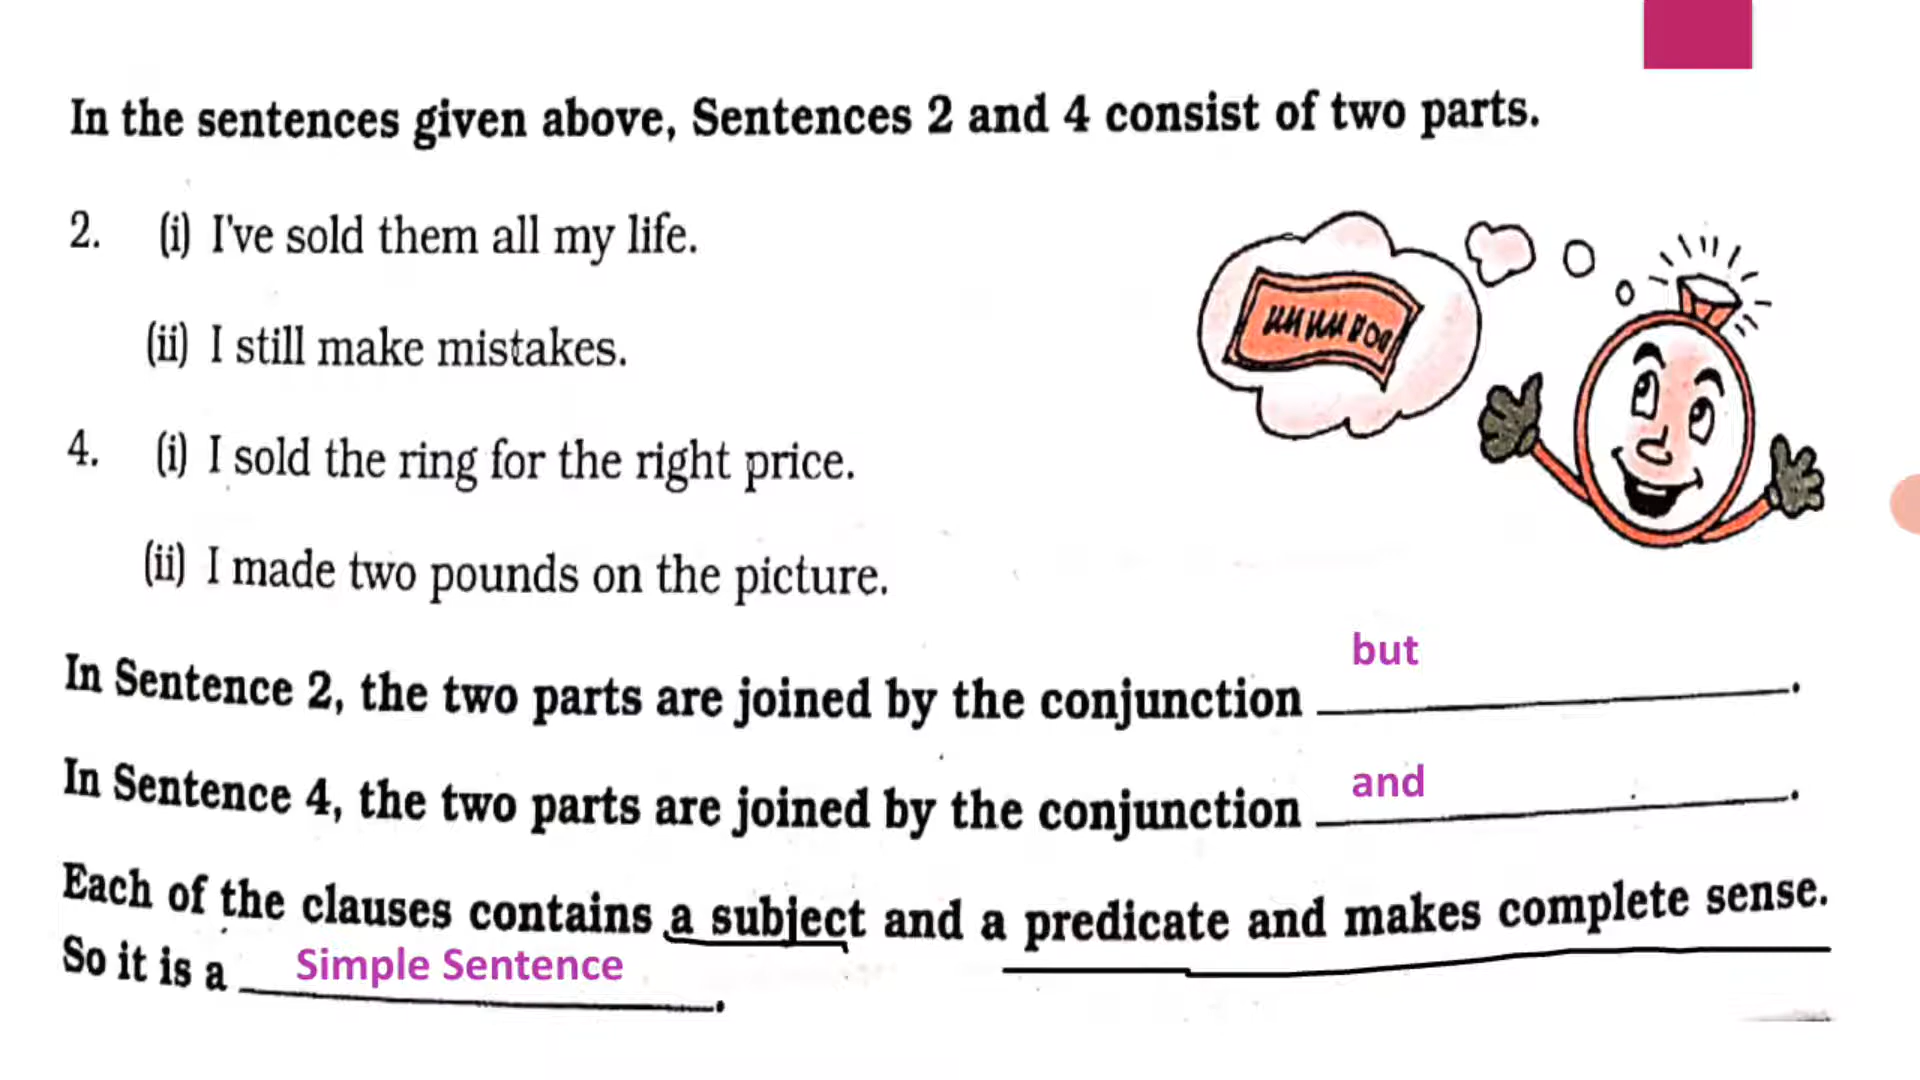 In the sentences given above, Sentences 2 and 4 consist of two parts.
2. (i) I've sold them all my life.
(ii) I still make mistakes.
4. (i) I sold the ring for the right price.
(ii) I made two pounds on the picture.
but
In Sentence 2, the two parts are joined by the conjunction ____________.
and
In Sentence 4, the two parts are joined by the conjunction ____________.
Each of the clauses contains a subject and a predicate and makes complete sense.
So it is a Simple Sentence.